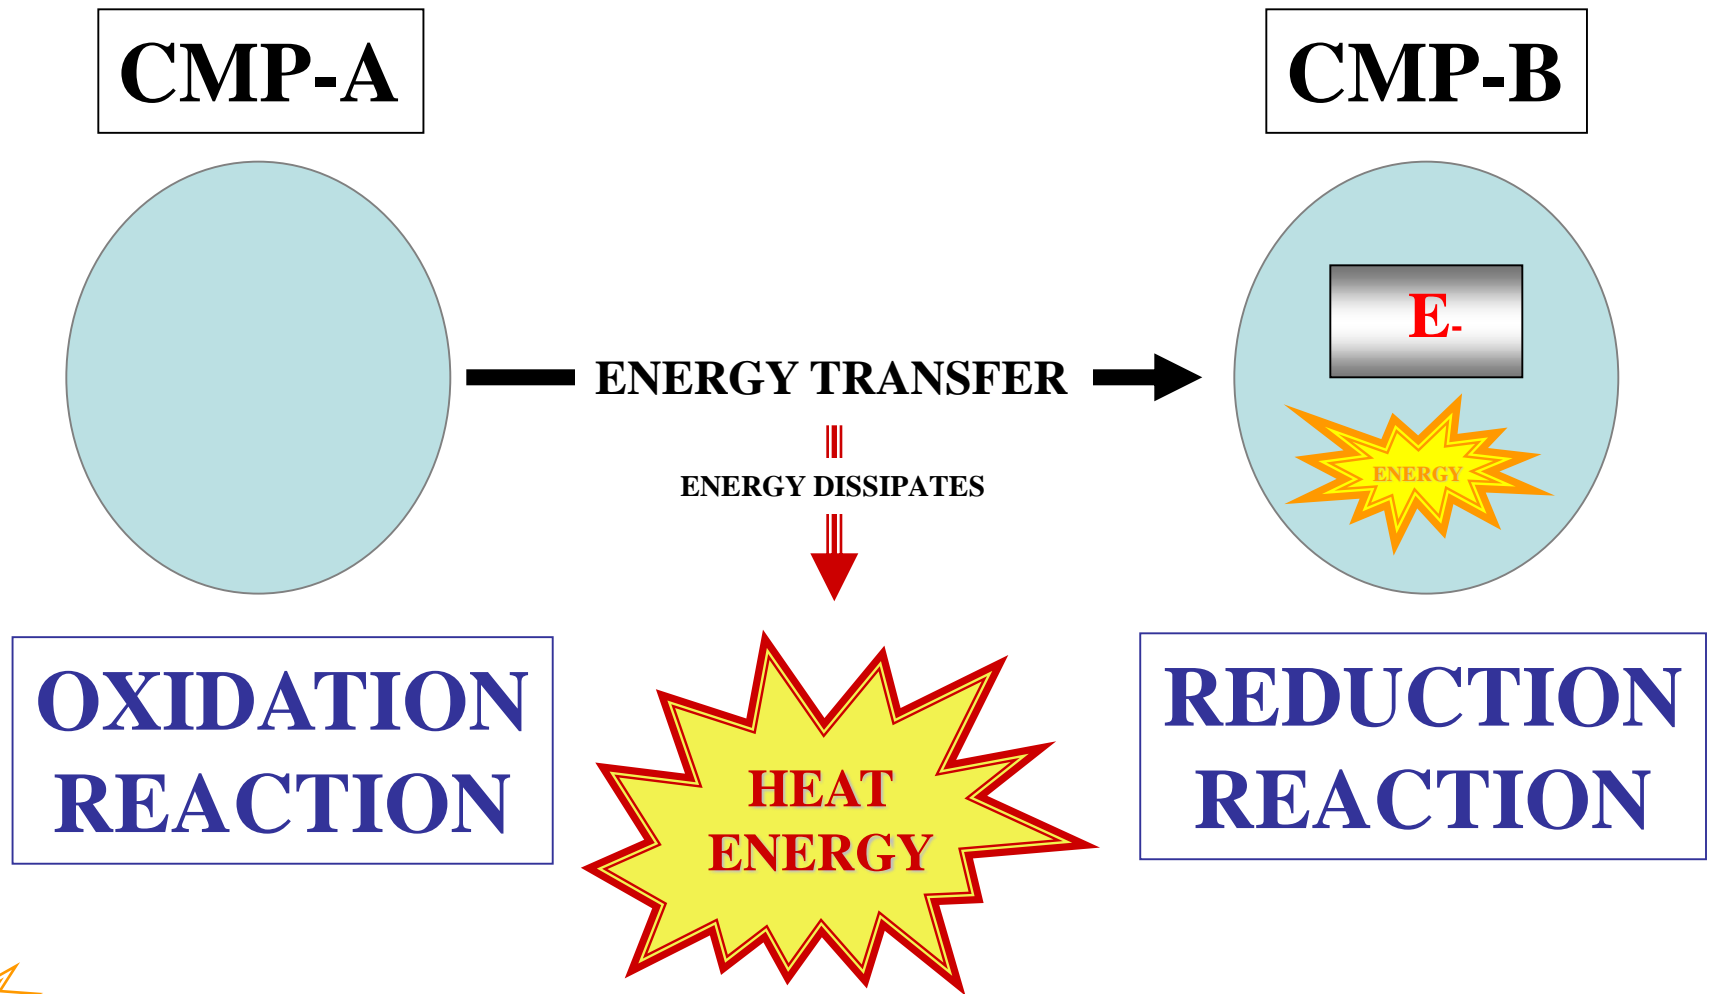 CMP-A
CMP-B
E-
ENERGY TRANSFER
ENERGY
ENERGY DISSIPATES
OXIDATION
REACTION
REDUCTION
REACTION
HEAT
ENERGY